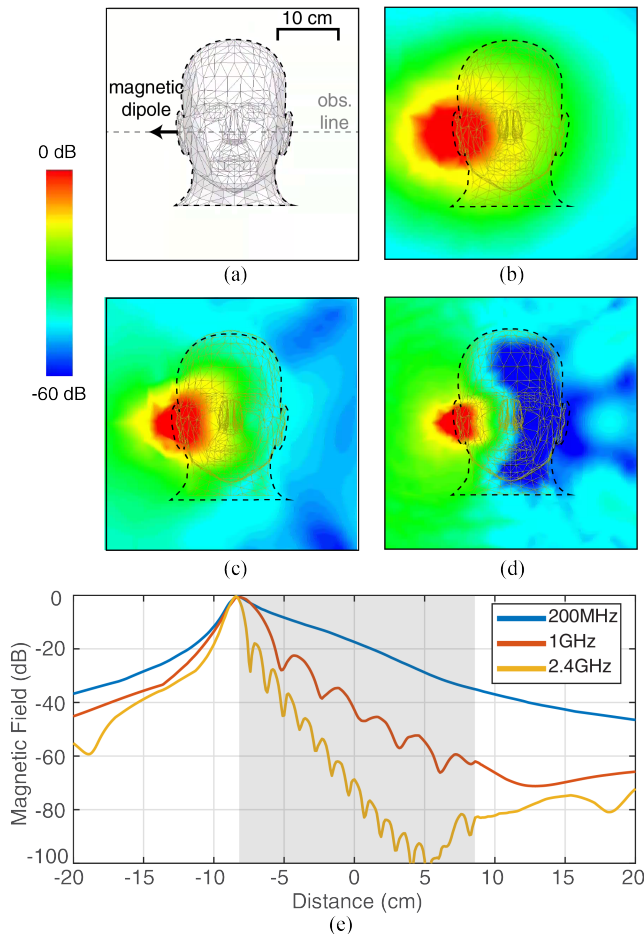 10 cm
magnetic
dipole
obs.
line
0 dB
-60 dB
(a)
(b)
(c)
(d)
0
-20
-40
-60
-80
-100
Magnetic Field (dB)
200MHz
1GHz
2.4GHz
-20
-15
-10
-5
0
5
10
15
20
Distance (cm)
(e)